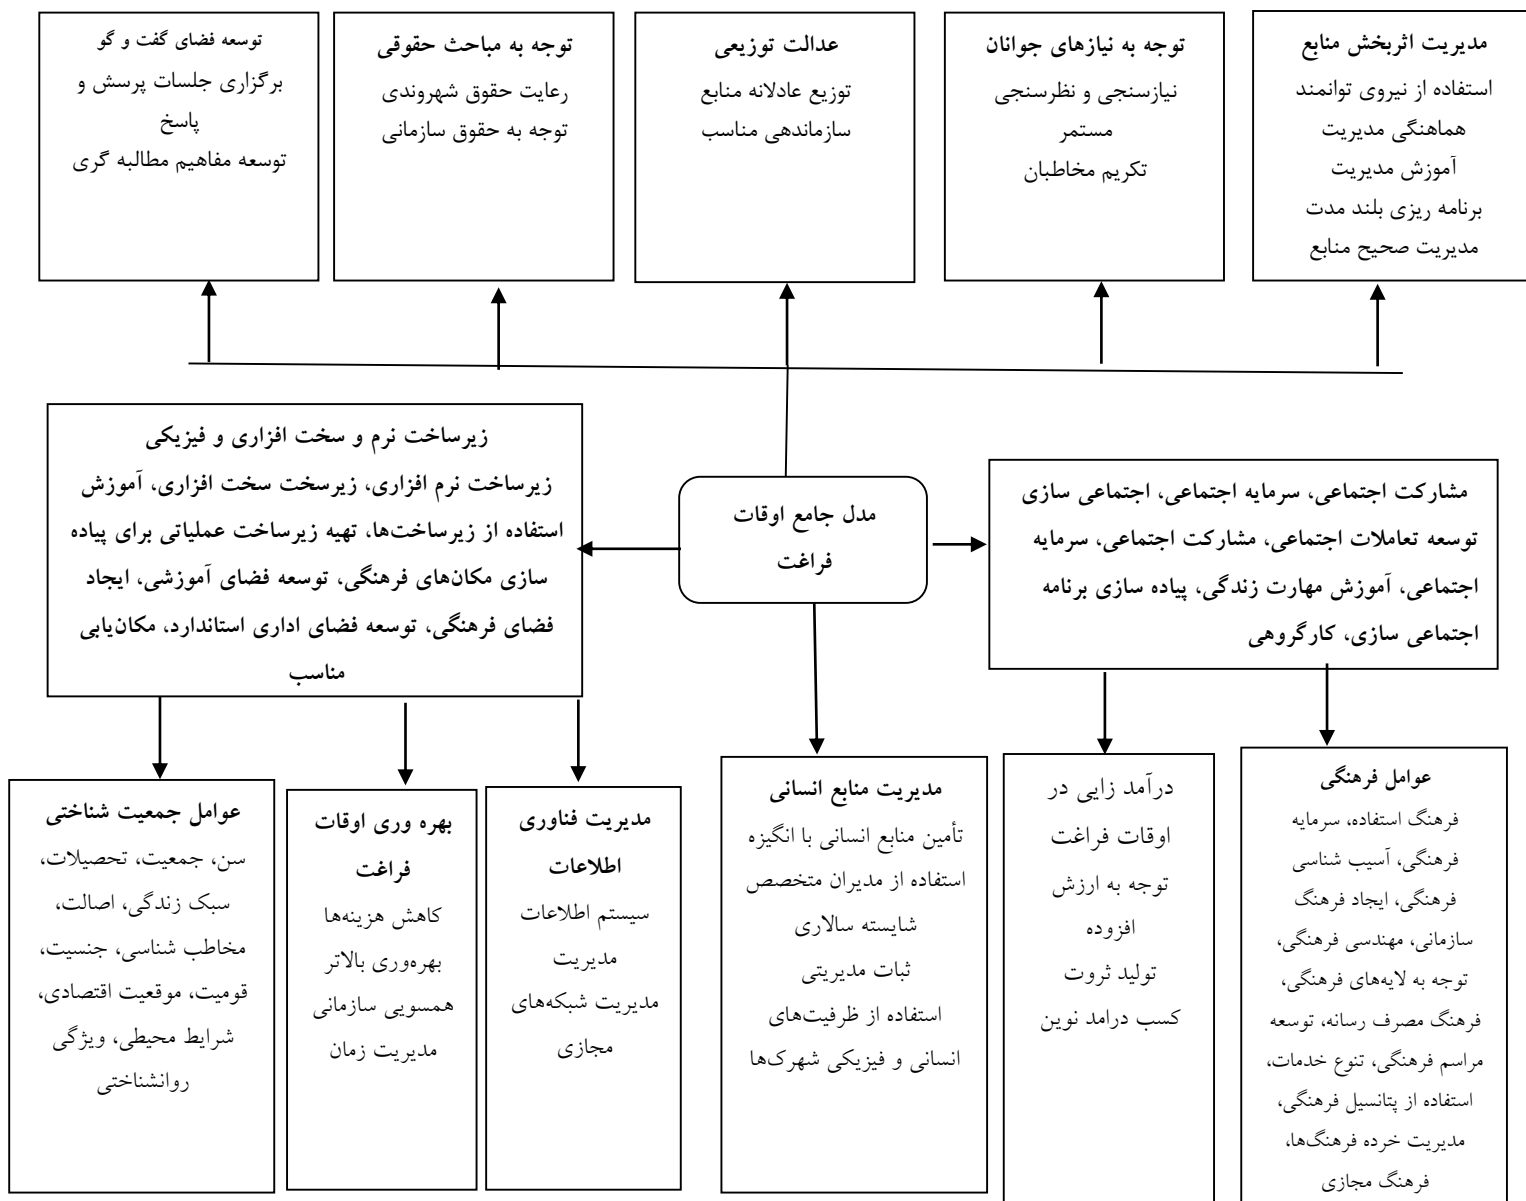 مدیریت اثربخش منابع
استفاده از نیروی توانمند
هماهنگی مدیریت
آموزش مدیریت
برنامه ریزی بلند مدت
مدیریت صحیح منابع
توجه به نیازهای جوانان
نیازسنجی و نظرسنجی
مستمر
تکریم مخاطبان
عدالت توزیعی
توزیع عادلانه منابع
سازماندهی مناسب
توجه به مباحث حقوقی
رعایت حقوق شهروندی
توجه به حقوق سازمانی
توسعه فضای گفت و گو
برگزاری جلسات پرسش و
پاسخ
توسعه مفاهیم مطالبه گری
مشارکت اجتماعی، سرمایه اجتماعی، اجتماعی سازی
توسعه تعاملات اجتماعی، مشارکت اجتماعی، سرمایه
اجتماعی، آموزش مهارت زندگی، پیاده سازی برنامه
اجتماعی سازی، کارگروهی
مدل جامع اوقات
فراغت
زیرساخت نرم و سخت افزاری و فیزیکی
زیرساخت نرم افزاری، زیرسخت سخت افزاری، آموزش
استفاده از زیرساخت‌ها، تهیه زیرساخت عملیاتی برای پیاده
سازی مکان‌های فرهنگی، توسعه فضای آموزشی، ایجاد
فضای فرهنگی، توسعه فضای اداری استاندارد، مکان‌یابی
مناسب
عوامل فرهنگی
فرهنگ استفاده، سرمایه
فرهنگی، آسیب شناسی
فرهنگی، ایجاد فرهنگ
سازمانی، مهندسی فرهنگی،
توجه به لایه‌های فرهنگی،
فرهنگ مصرف رسانه، توسعه
مراسم فرهنگی، تنوع خدمات،
استفاده از پتانسیل فرهنگی،
مدیریت خرده فرهنگ‌ها،
فرهنگ مجازی
درآمد زایی در
اوقات فراغت
توجه به ارزش
افزوده
تولید ثروت
کسب درامد نوین
مدیریت منابع انسانی
تأمین منابع انسانی با انگیزه
استفاده از مدیران متخصص
شایسته سالاری
ثبات مدیریتی
استفاده از ظرفیت‌های
انسانی و فیزیکی شهرک‌ها
مدیریت فناوری
اطلاعات
سیستم اطلاعات
مدیریت
مدیریت شبکه‌های
مجازی
بهره وری اوقات
فراغت
کاهش هزینه‌ها
بهره‌وری بالاتر
همسویی سازمانی
مدیریت زمان
عوامل جمعیت شناختی
سن، جمعیت، تحصیلات،
سبک زندگی، اصالت،
مخاطب شناسی، جنسیت،
قومیت، موقعیت اقتصادی،
شرایط محیطی، ویژگی
روانشناختی